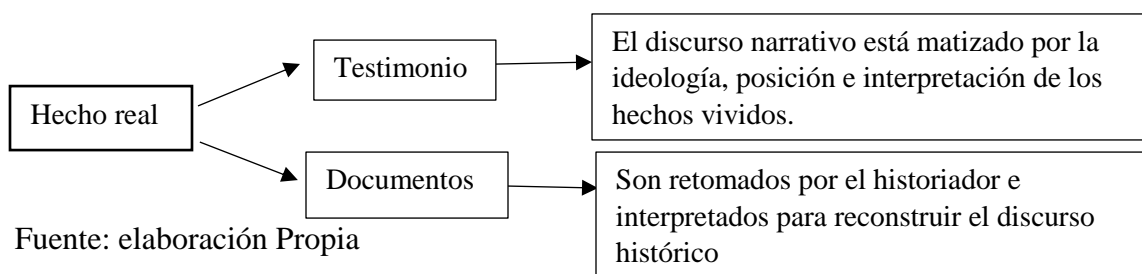 Hecho real
Testimonio
El discurso narrativo está matizado por la
ideología, posición e interpretación de los
hechos vividos.
Documentos
Son retomados por el historiador e
interpretados para reconstruir el discurso
histórico
Fuente: elaboración Propia